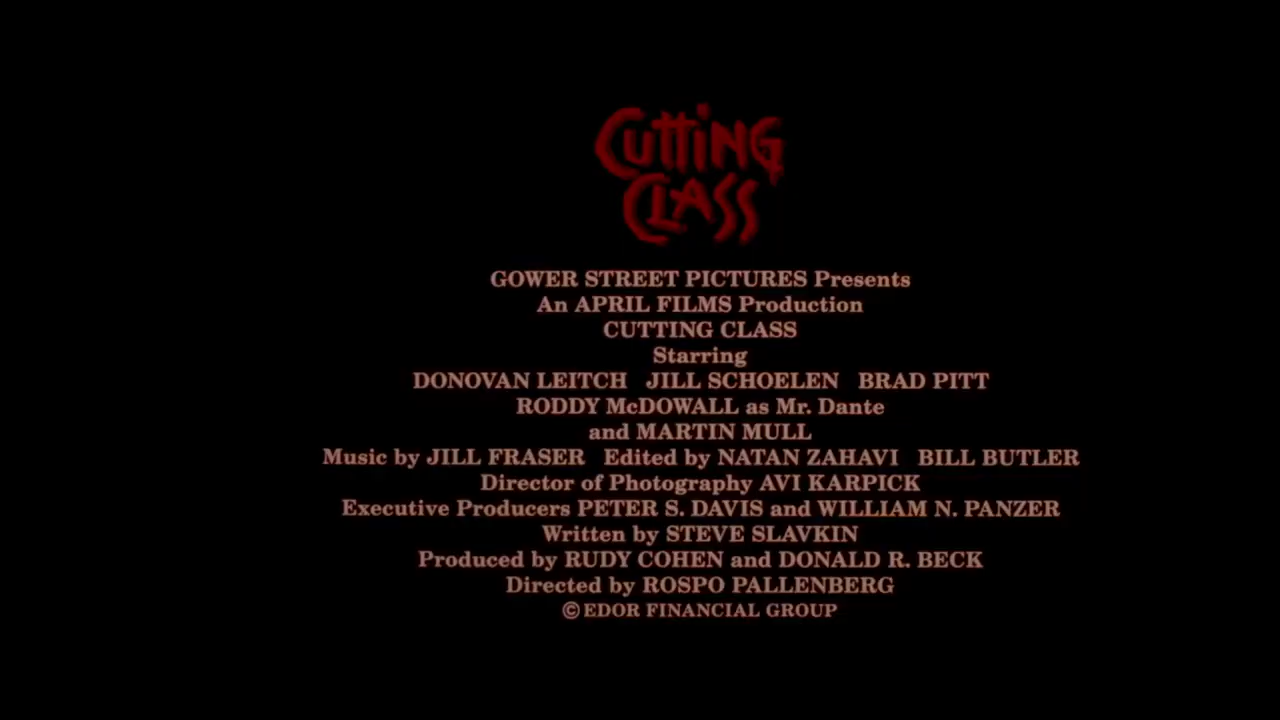 CUTTING
CLASS
GOWER STREET PICTURES Presents
An APRIL FILMS Production
CUTTING CLASS
Starring
DONOVAN LEITCH JILL SCHOELEN BRAD PITT
RODDY McDOWALL as Mr. Dante
and MARTIN MULL
Music by JILL FRASER Edited by NATAN ZAHAVI BILL BUTLER
Director of Photography AVI KARPICK
Executive Producers PETER S. DAVIS and WILLIAM N. PANZER
Written by STEVE SLAVKIN
Produced by RUDY COHEN and DONALD R. BECK
Directed by ROSPO PALLENBERG
©EDOR FINANCIAL GROUP